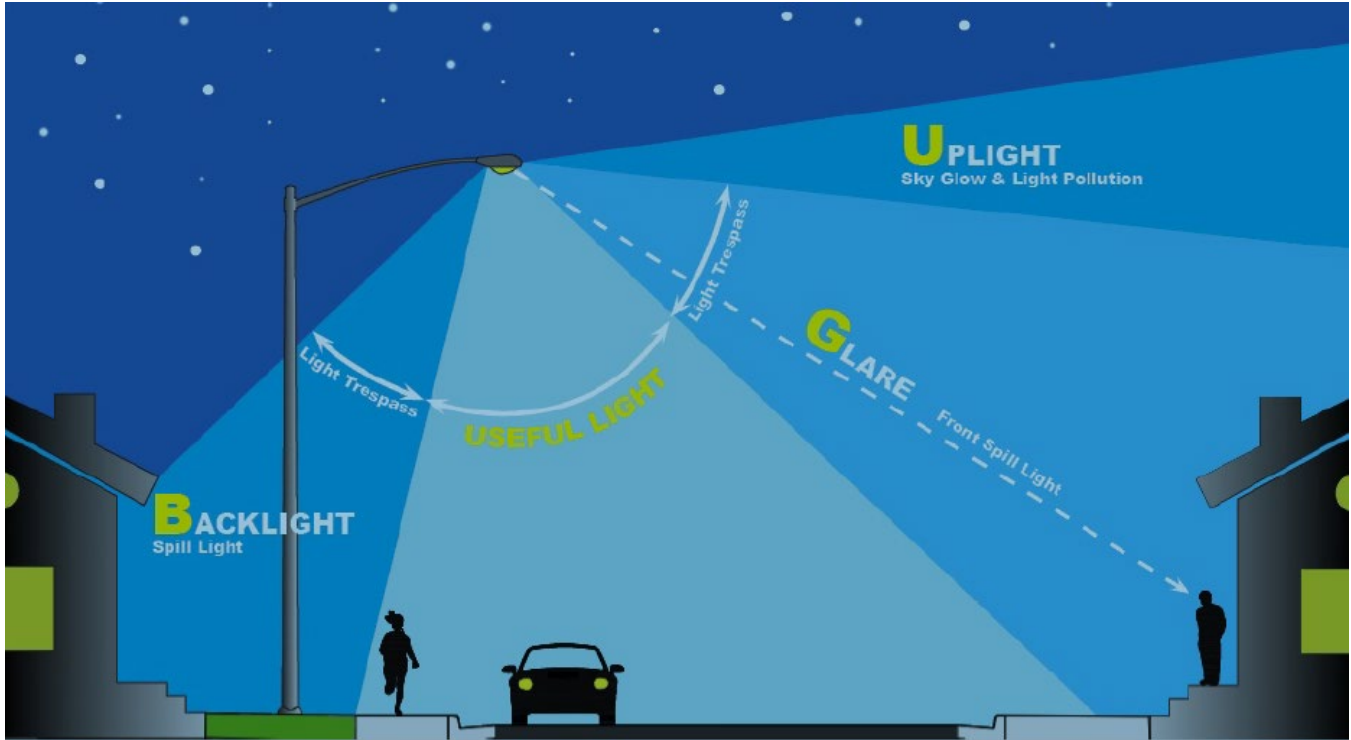 UPLIGHT
Sky Glow & Light Pollution
Light Trespass
GLARE
Front Spill Light
Light Trespass
USEFUL LIGHT
BACKLIGHT
Spill Light